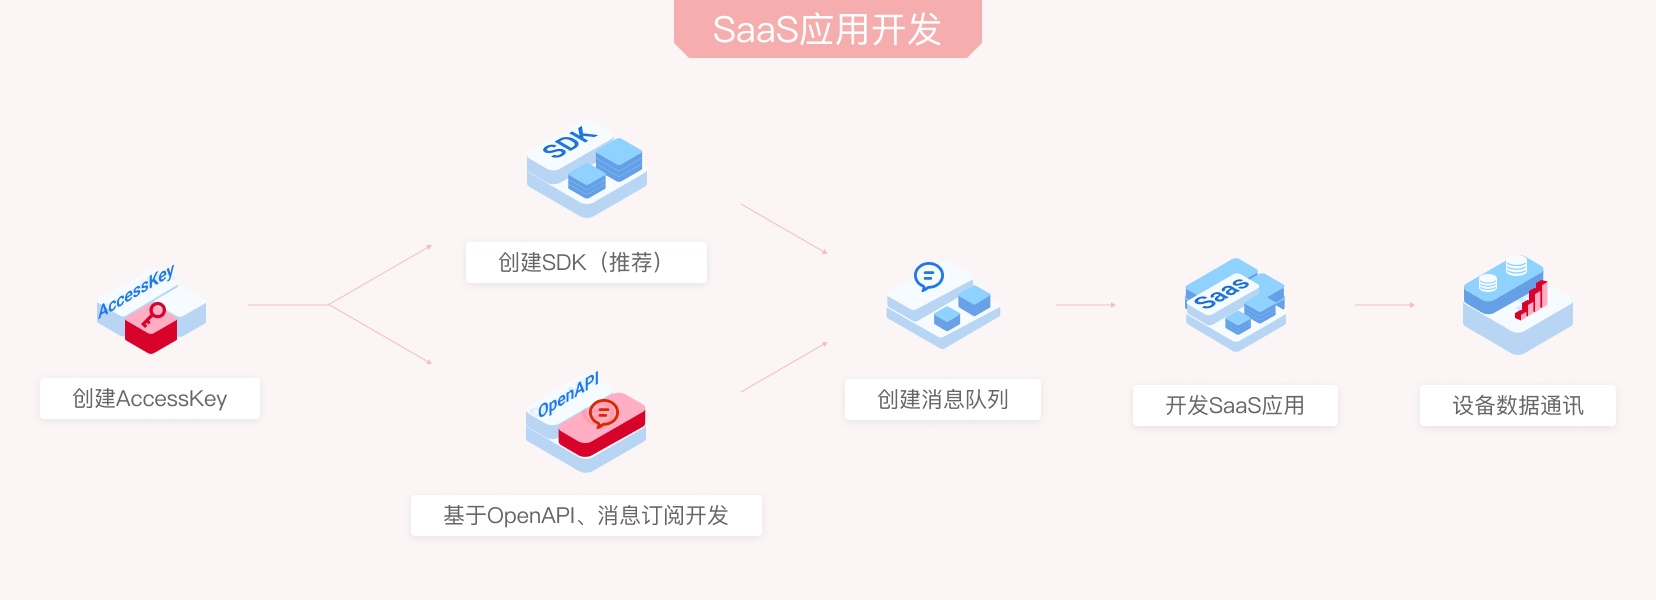 SaaS应用开发
AccessKey
创建AccessKey
SDK
创建SDK（推荐）
OpenAPI
基于OpenAPI、消息订阅开发
创建消息队列
Saas
开发SaaS应用
设备数据通讯